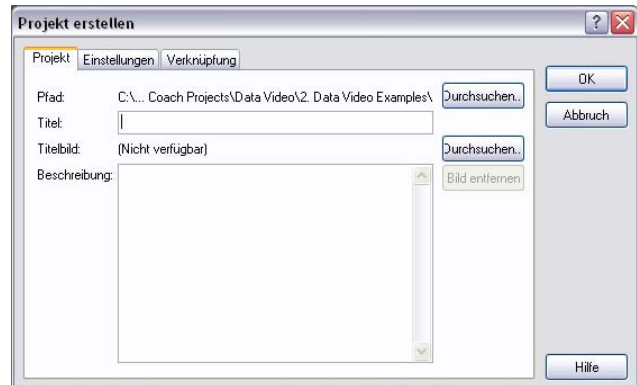 Projekt erstellen
Projekt Einstellungen Verknüpfung
OK
Pfad: C:\... Coach Projects\Data Video\2. Data Video Examples\ Durchsuchen..
Abbruch
Titel:
Titelbild: (Nicht verfügbar) Durchsuchen..
Beschreibung: Bild entfernen
Hilfe